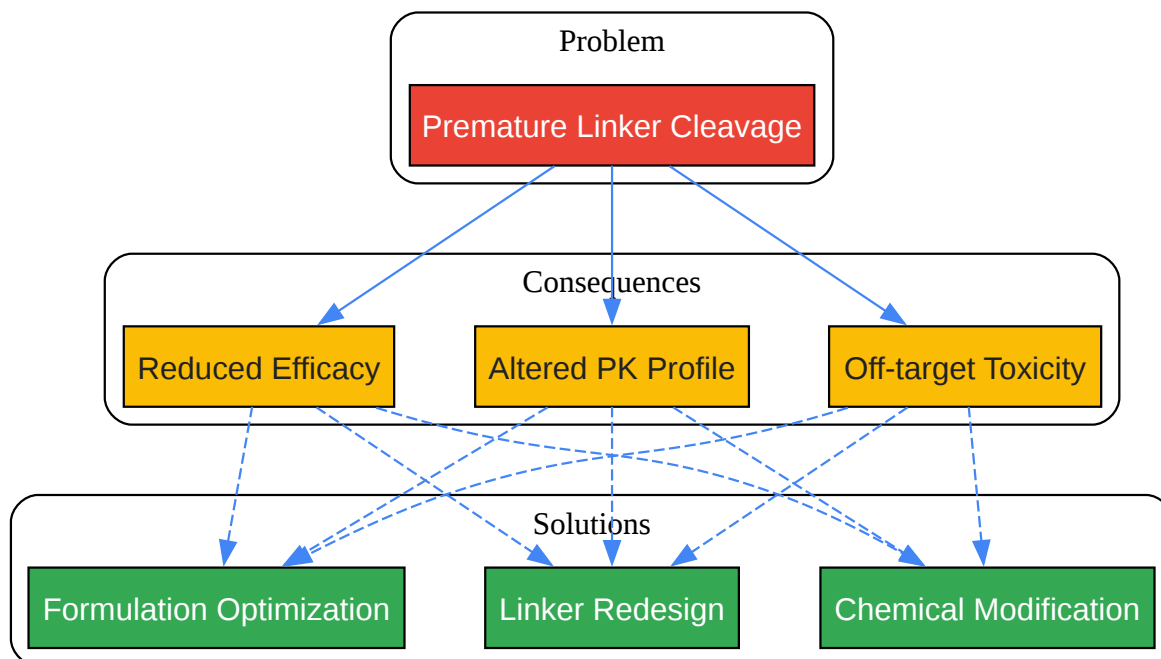 Problem
Premature Linker Cleavage
Consequences
Reduced Efficacy
Altered PK Profile
Off-target Toxicity
Solutions
Formulation Optimization
Linker Redesign
Chemical Modification